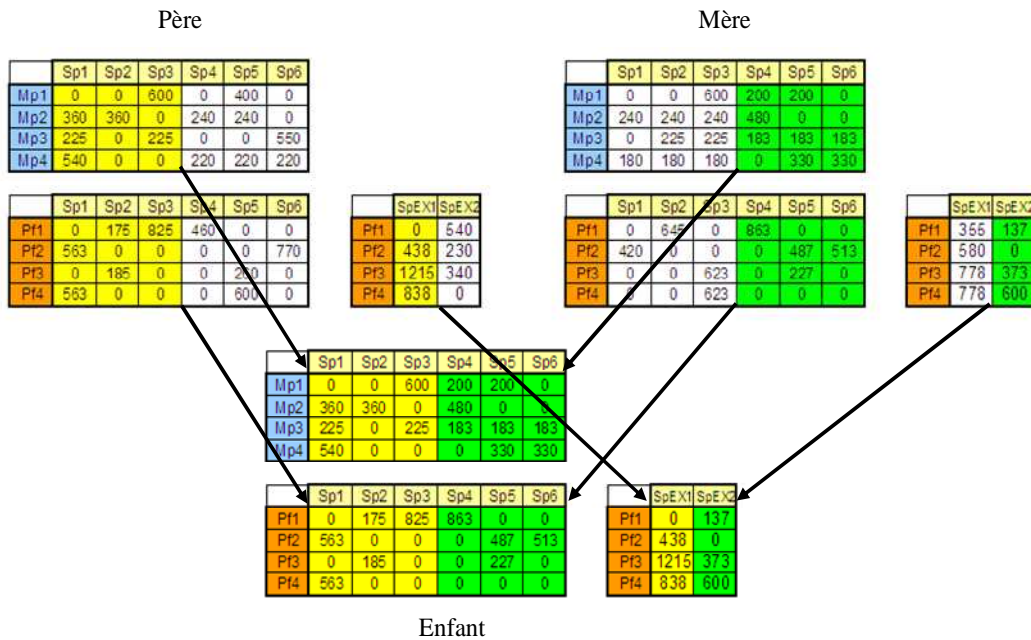 Père Mère
Sp1 Sp2 Sp3 Sp4 Sp5 Sp6
Mp1 0 0 600 0 400 0
Mp2 360 360 0 240 240 0
Mp3 225 0 225 0 0 550
Mp4 540 0 0 220 220 220
Sp1 Sp2 Sp3 Sp4 Sp5 Sp6
Mp1 0 0 600 200 200 0
Mp2 240 240 240 480 0 0
Mp3 0 225 225 183 183 183
Mp4 180 180 180 0 330 330
Sp1 Sp2 Sp3 Sp4 Sp5 Sp6
Pf1 0 175 825 460 0 0
Pf2 563 0 0 0 0 770
Pf3 0 185 0 0 0
Pf4 563 0 0 0 600 0
SpEX1 SpEX2
Pf1 0 540
Pf2 438 230
Pf3 1215 340
Pf4 838 0
Sp1 Sp2 Sp3 Sp4 Sp5 Sp6
Pf1 0 645 0 863 0 0
Pf2 420 0 0 0 487 513
Pf3 0 0 623 0 227 0
Pf4 0 623 0 0 0
SpEX1 SpEX2
Pf1 355 137
Pf2 580 0
Pf3 778 373
Pf4 778 600
Sp1 Sp2 Sp3 Sp4 Sp5 Sp6
Mp1 0 0 600 200 200 0
Mp2 360 360 0 480 0 0
Mp3 225 0 225 183 183 183
Mp4 540 0 0 0 330 330
Sp1 Sp2 Sp3 Sp4 Sp5 Sp6
Pf1 0 175 825 863 0 0
Pf2 563 0 0 0 487 513
Pf3 0 185 0 0 227 0
Pf4 563 0 0 0 0 0
SpEX1 SpEX2
Pf1 0 137
Pf2 438 0
Pf3 1215 373
Pf4 838 600
Enfant